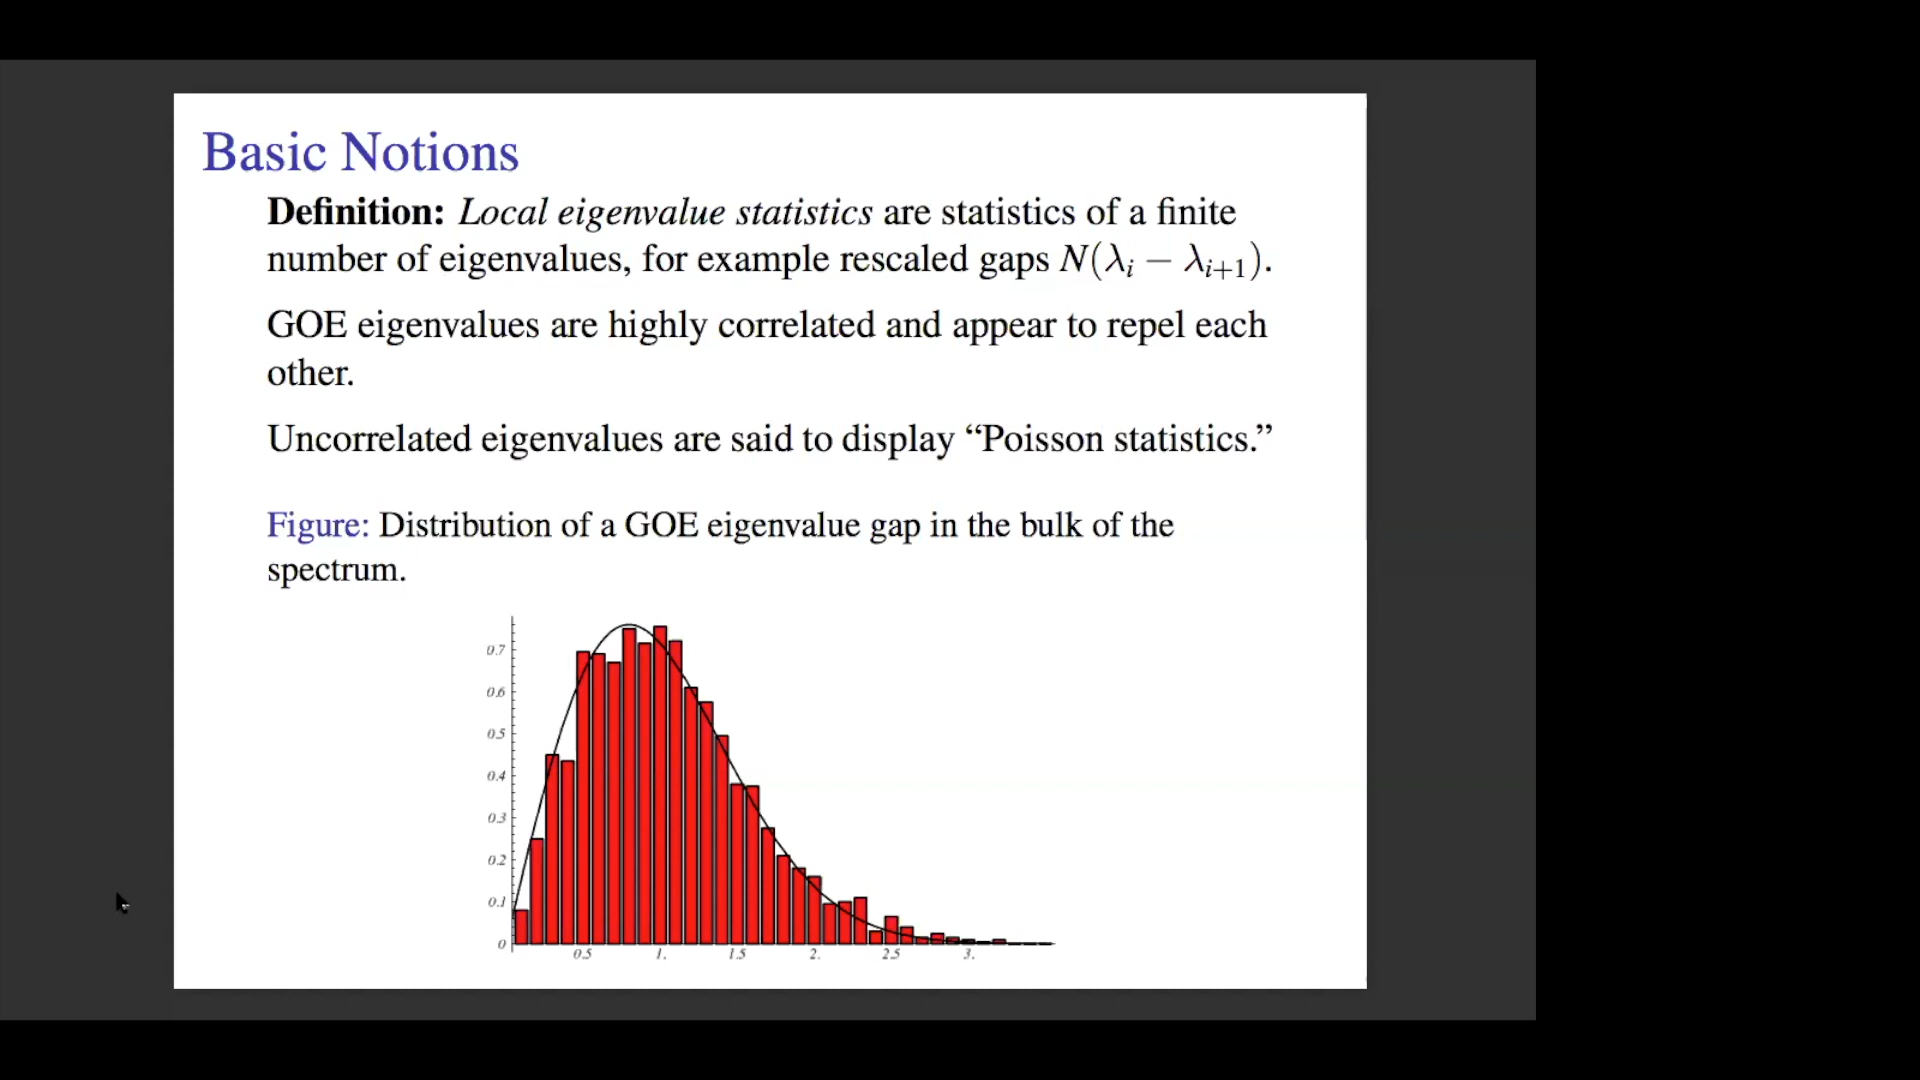 Basic Notions
Definition: Local eigenvalue statistics are statistics of a finite
number of eigenvalues, for example rescaled gaps N(λᵢ − λᵢ₊₁).
GOE eigenvalues are highly correlated and appear to repel each
other.
Uncorrelated eigenvalues are said to display “Poisson statistics.”
Figure: Distribution of a GOE eigenvalue gap in the bulk of the
spectrum.
0.7
0.6
0.5
0.4
0.3
0.2
0.1
0
0.5 1. 1.5 2. 2.5 3.